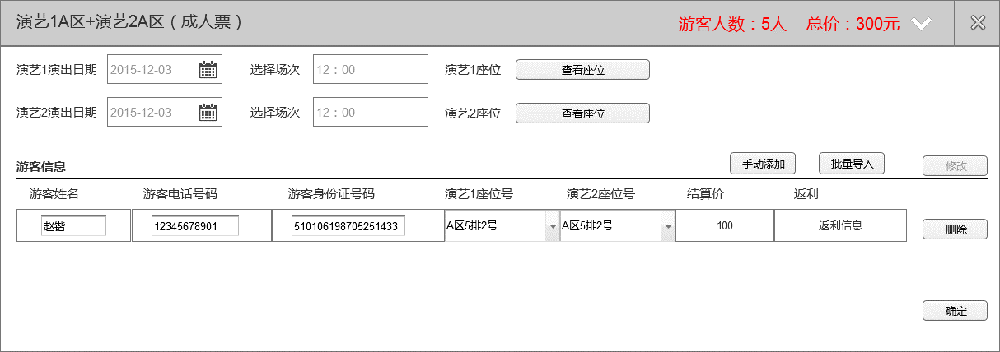 演艺1A区+演艺2A区（成人票） 游客人数：5人 总价：300元
演艺1演出日期 2015-12-03 选择场次 12：00 演艺1座位 查看座位
演艺2演出日期 2015-12-03 选择场次 12：00 演艺2座位 查看座位
游客信息 手动添加 批量导入 修改
游客姓名 游客电话号码 游客身份证号码 演艺1座位号 演艺2座位号 结算价 返利
赵锴 12345678901 510106198705251433 A区5排2号 A区5排2号 100 返利信息 删除
确定